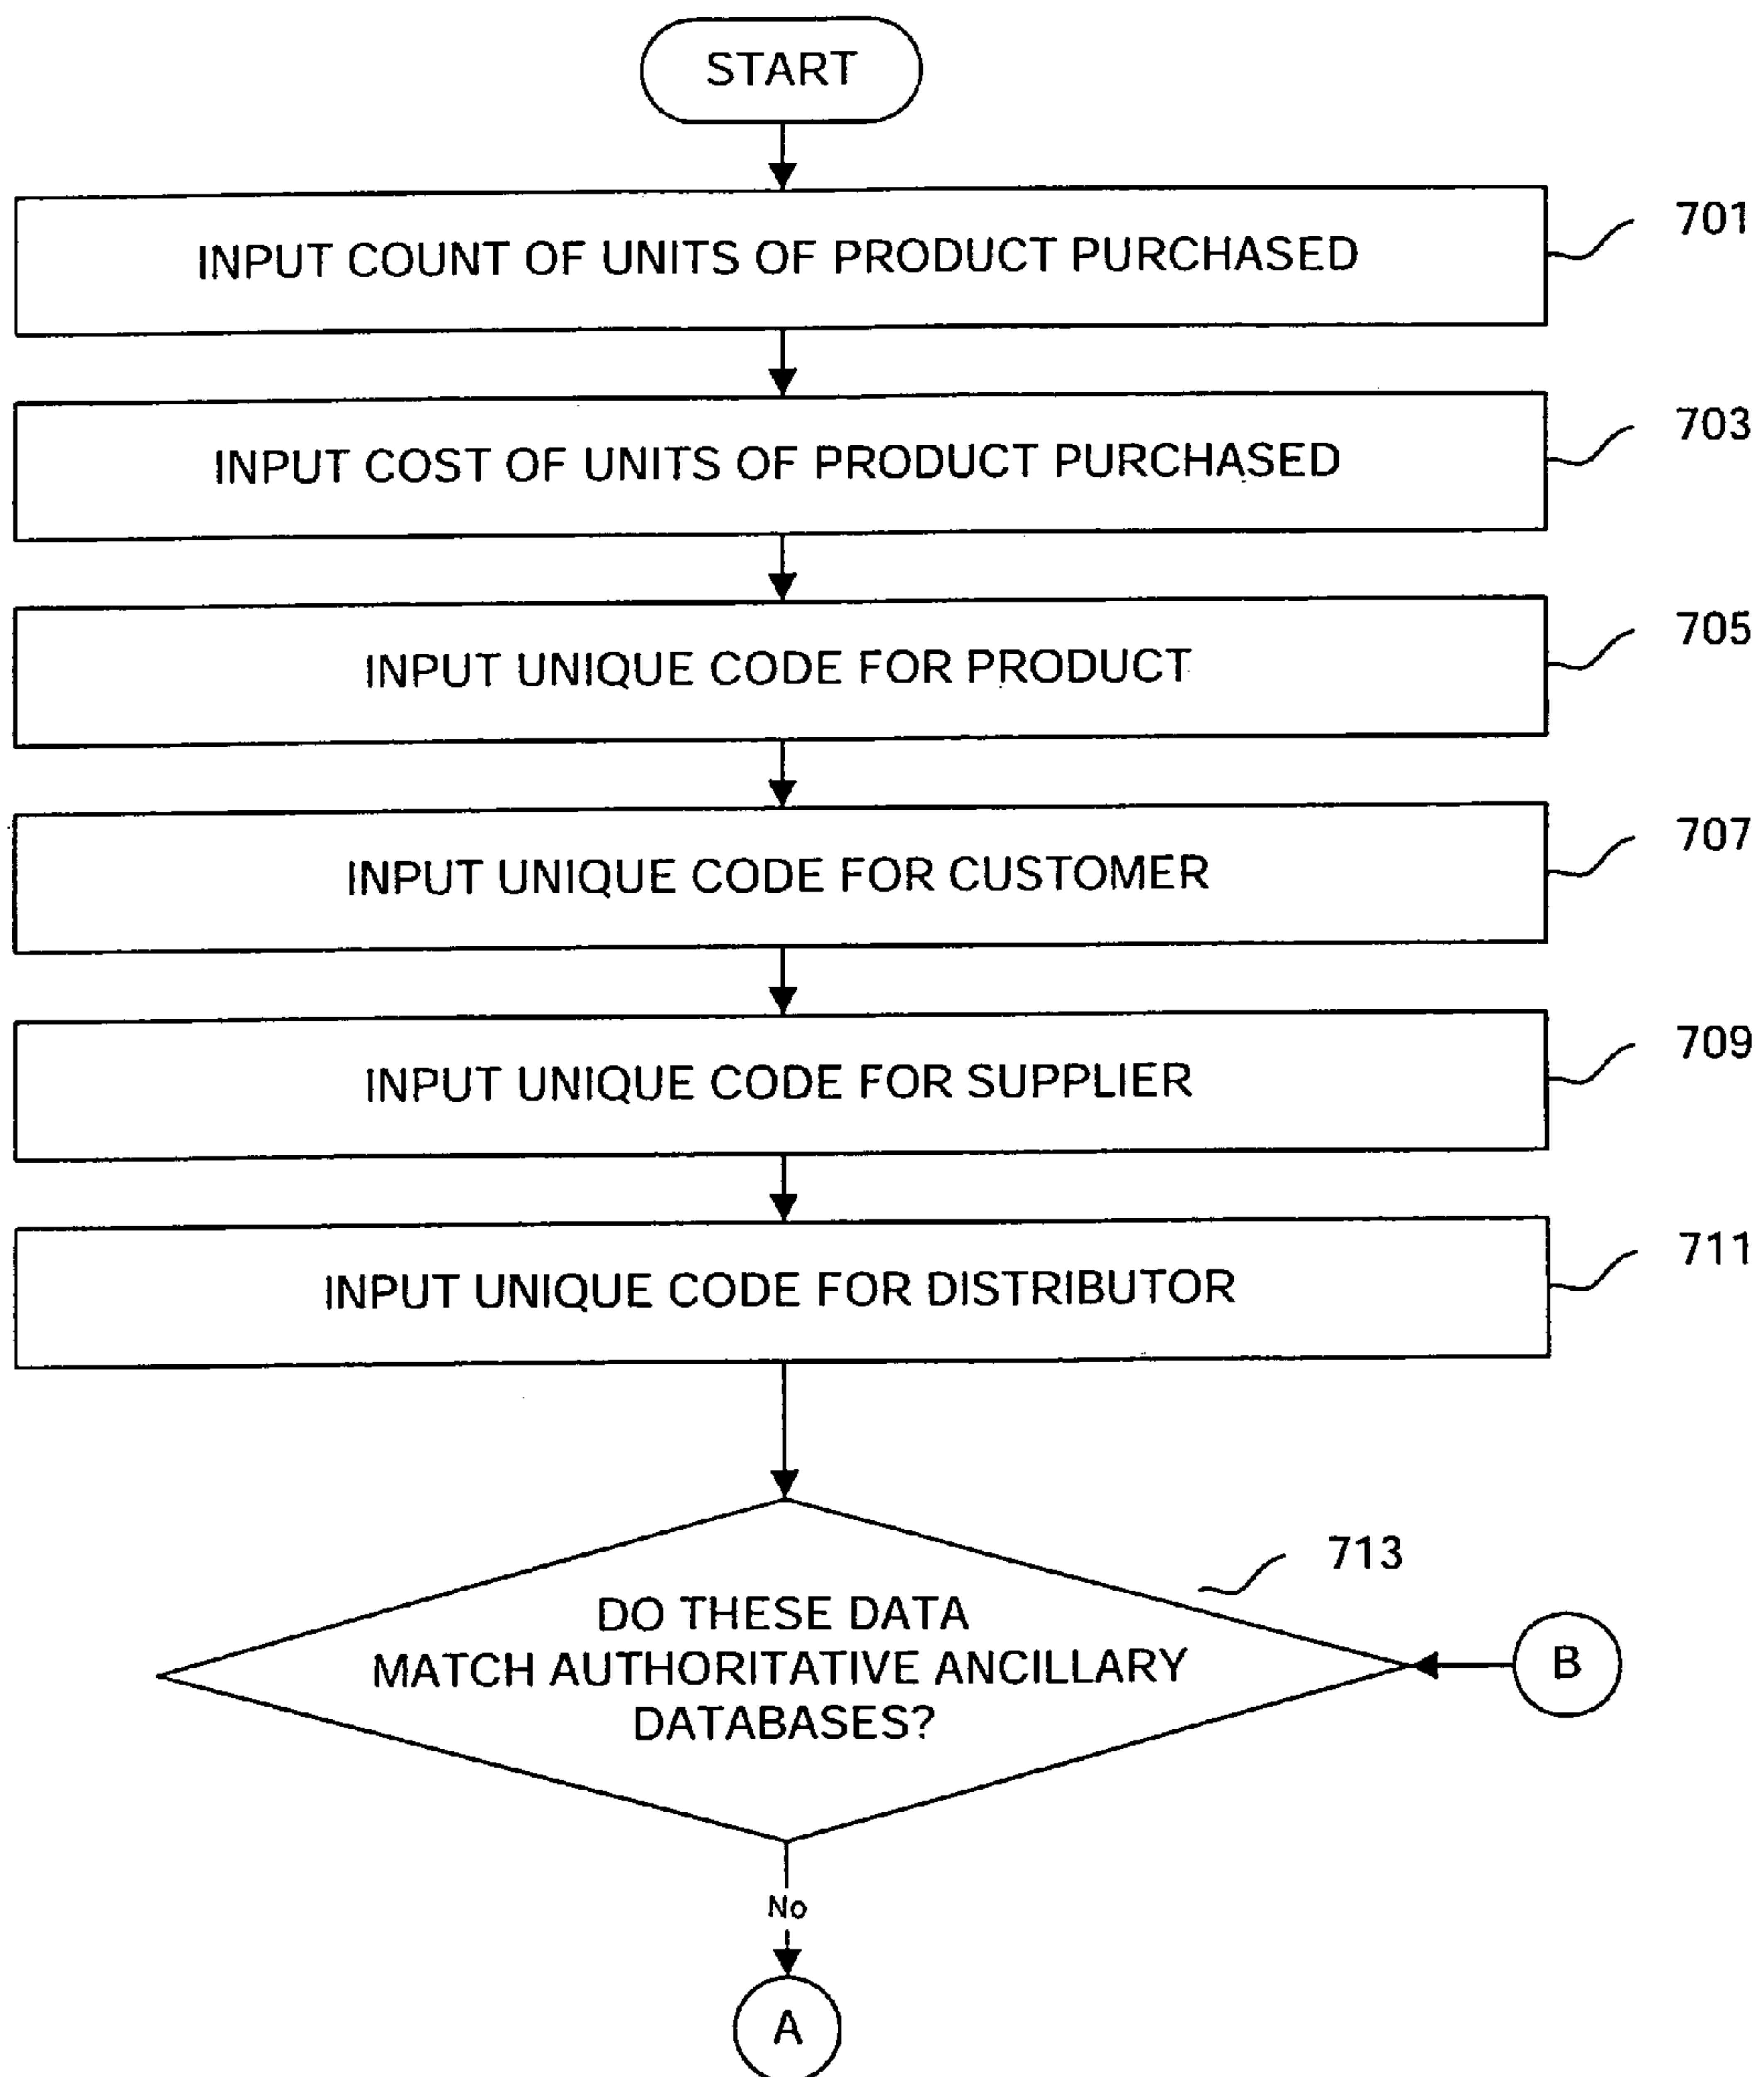 START
INPUT COUNT OF UNITS OF PRODUCT PURCHASED
701
INPUT COST OF UNITS OF PRODUCT PURCHASED
703
INPUT UNIQUE CODE FOR PRODUCT
705
INPUT UNIQUE CODE FOR CUSTOMER
707
INPUT UNIQUE CODE FOR SUPPLIER
709
INPUT UNIQUE CODE FOR DISTRIBUTOR
711
713
DO THESE DATA
MATCH AUTHORITATIVE ANCILLARY
DATABASES?
B
No
A